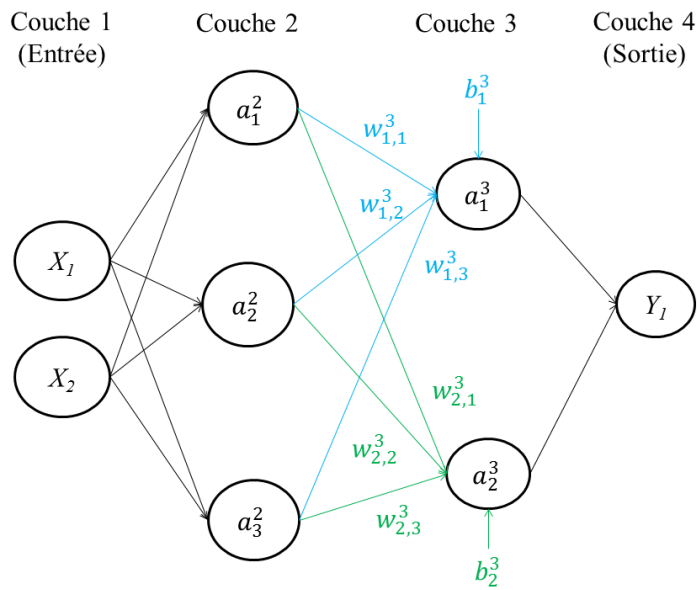 Couche 1
(Entrée)
Couche 2
Couche 3
Couche 4
(Sortie)
X_1
X_2
a_1^2
a_2^2
a_3^2
w_{1,1}^3
w_{1,2}^3
w_{1,3}^3
w_{2,1}^3
w_{2,2}^3
w_{2,3}^3
b_1^3
a_1^3
a_2^3
b_2^3
Y_1